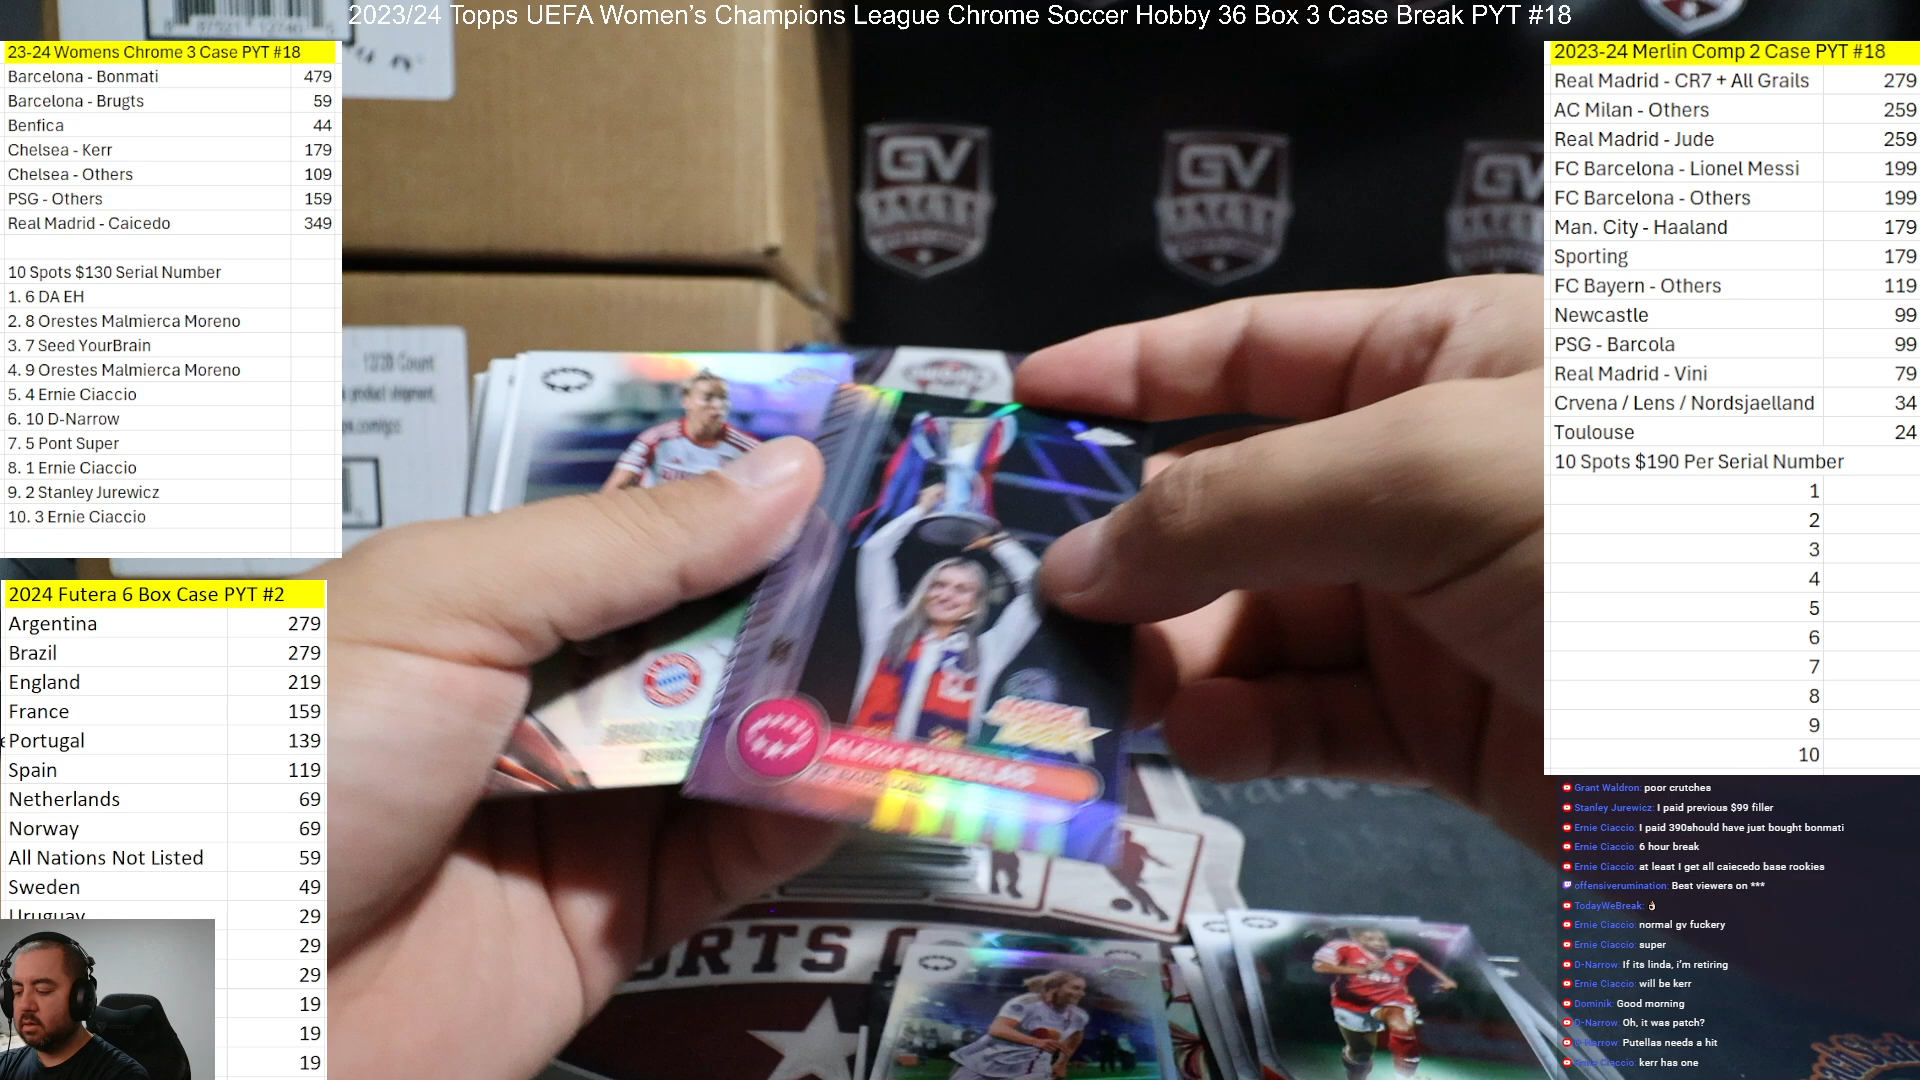 2023/24 Topps UEFA Women's Champions League Chrome Soccer Hobby 36 Box 3 Case Break PYT #18
23-24 Womens Chrome 3 Case PYT #18
Barcelona - Bonmati 479
Barcelona - Brugts 59
Benfica 44
Chelsea - Kerr 179
Chelsea - Others 109
PSG - Others 159
Real Madrid - Caicedo 349
10 Spots $130 Serial Number
1. 6 DA EH
2. 8 Orestes Malmierca Moreno
3. 7 Seed YourBrain
4. 9 Orestes Malmierca Moreno
5. 4 Ernie Ciaccio
6. 10 D-Narrow
7. 5 Pont Super
8. 1 Ernie Ciaccio
9. 2 Stanley Jurewicz
10. 3 Ernie Ciaccio
2024 Futera 6 Box Case PYT #2
Argentina 279
Brazil 279
England 219
France 159
Portugal 139
Spain 119
Netherlands 69
Norway 69
All Nations Not Listed 59
Sweden 49
Uruguay 29
29
29
19
19
19
GV
GV
GV
12/28 Count
ALEXIA PUTELLAS
2023-24 Merlin Comp 2 Case PYT #18
Real Madrid - CR7 + All Grails 279
AC Milan - Others 259
Real Madrid - Jude 259
FC Barcelona - Lionel Messi 199
FC Barcelona - Others 199
Man. City - Haaland 179
Sporting 179
FC Bayern - Others 119
Newcastle 99
PSG - Barcola 99
Real Madrid - Vini 79
Crvena / Lens / Nordsjaelland 34
Toulouse 24
10 Spots $190 Per Serial Number
1
2
3
4
5
6
7
8
9
10
Grant Waldron: poor crutches
Stanley Jurewicz: I paid previous $99 filler
Ernie Ciaccio: I paid 390should have just bought bonmati
Ernie Ciaccio: 6 hour break
Ernie Ciaccio: at least I get all caiecedo base rookies
offensiverumination: Best viewers on ***
TodayWeBreak: 👌
Ernie Ciaccio: normal gv fuckery
Ernie Ciaccio: super
D-Narrow: If its linda, i'm retiring
Ernie Ciaccio: will be kerr
Dominik: Good morning
D-Narrow: Oh, it was patch?
D-Narrow: Putellas needs a hit
Ernie Ciaccio: kerr has one